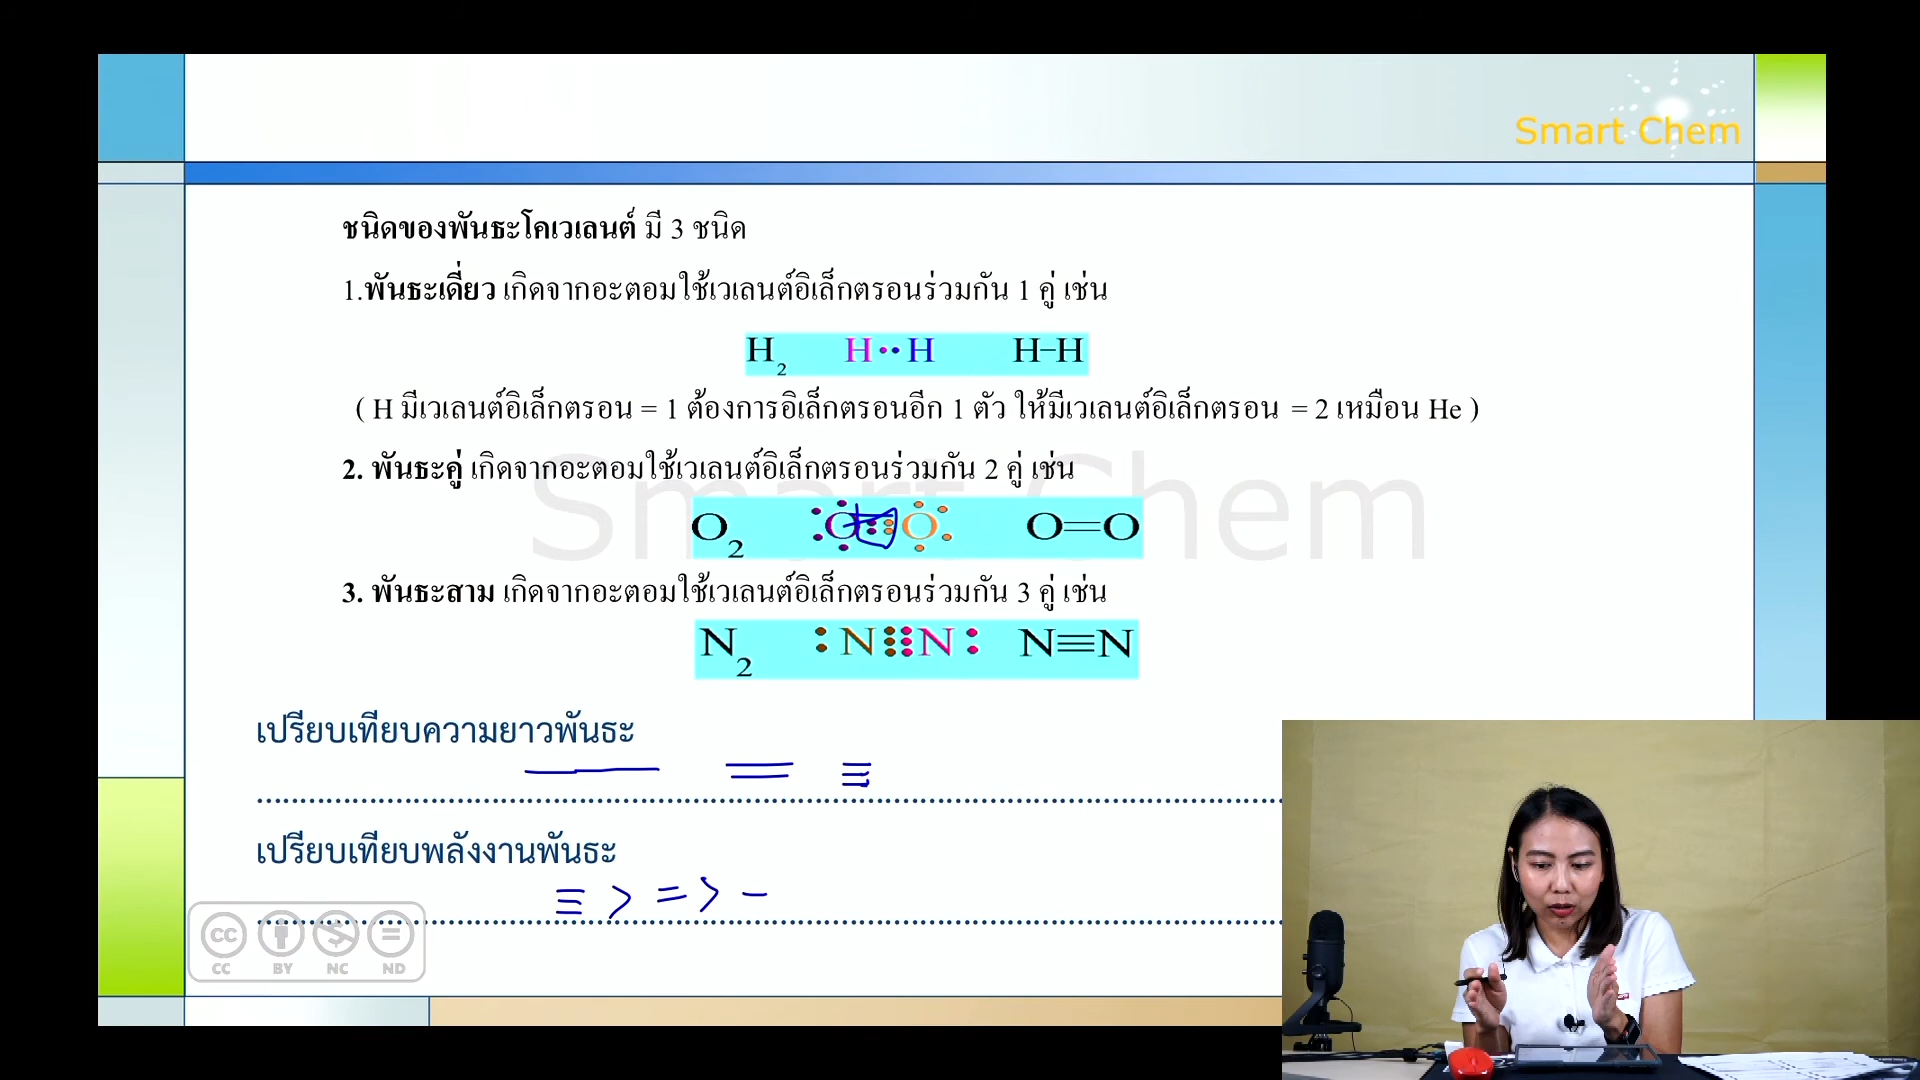 Smart Chem
ชนิดของพันธะโคเวเลนต์ มี 3 ชนิด
1.พันธะเดี่ยว เกิดจากอะตอมใช้เวเลนต์อิเล็กตรอนร่วมกัน 1 คู่ เช่น
H2 H••H H–H
( H มีเวเลนต์อิเล็กตรอน = 1 ต้องการอิเล็กตรอนอีก 1 ตัว ให้มีเวเลนต์อิเล็กตรอน = 2 เหมือน He )
2. พันธะคู่ เกิดจากอะตอมใช้เวเลนต์อิเล็กตรอนร่วมกัน 2 คู่ เช่น
Smart Chem
O2 O::O O=O
3. พันธะสาม เกิดจากอะตอมใช้เวเลนต์อิเล็กตรอนร่วมกัน 3 คู่ เช่น
N2 :N⋮⋮N: N≡N
เปรียบเทียบความยาวพันธะ
— = ≡
เปรียบเทียบพลังงานพันธะ
≡ > = > -
CC BY NC ND